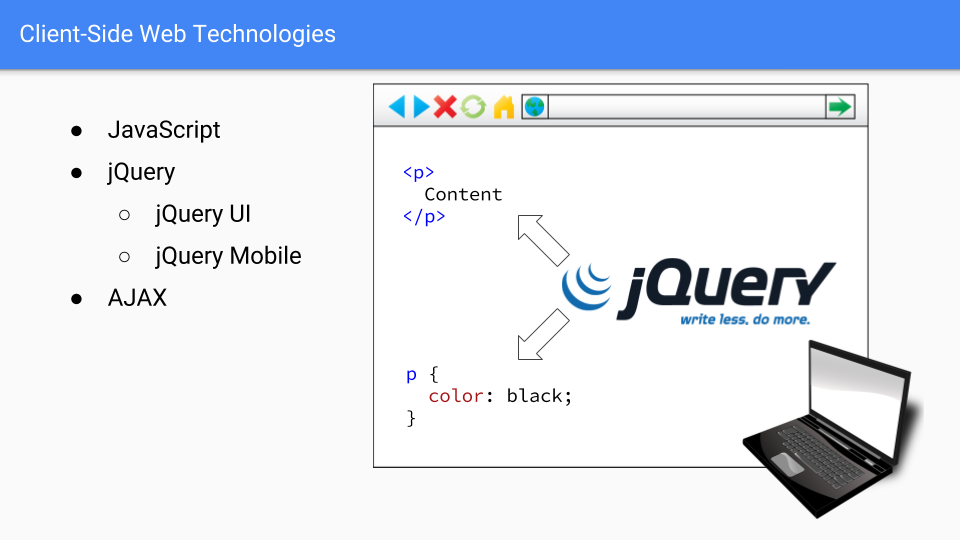 Client-Side Web Technologies
● JavaScript
● jQuery
○ jQuery UI
○ jQuery Mobile
● AJAX
<p>
  Content
</p>
jQuery
write less, do more.
p {
  color: black;
}